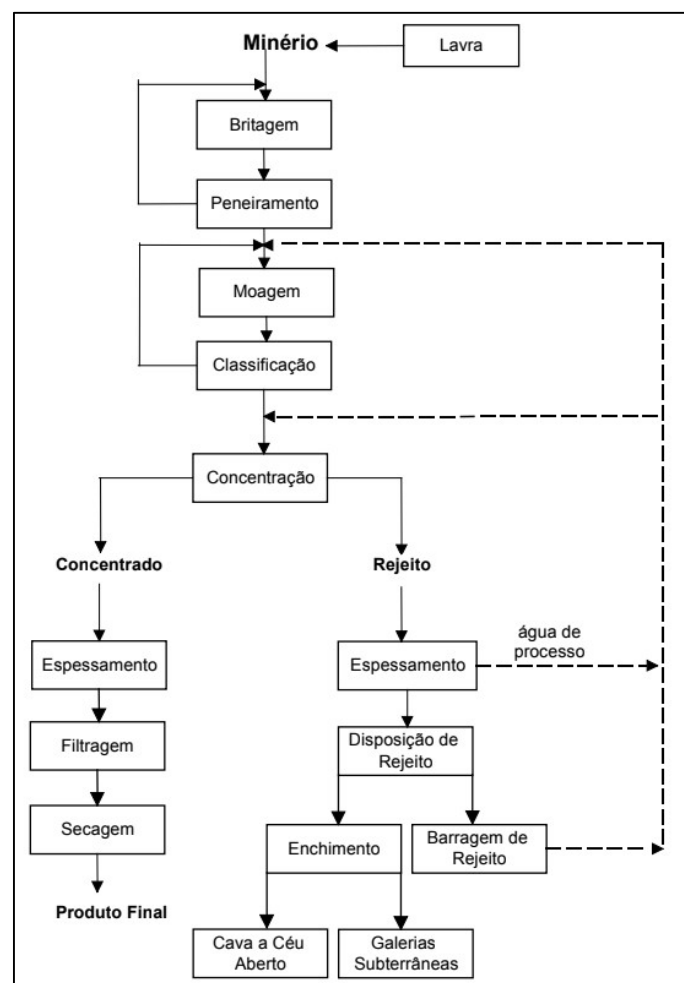 Minério
Lavra
Britagem
Peneiramento
Moagem
Classificação
Concentração
Concentrado
Rejeito
Espessamento
Espessamento
água de
processo
Filtragem
Disposição de
Rejeito
Secagem
Enchimento
Barragem de
Rejeito
Produto Final
Cava a Céu
Aberto
Galerias
Subterrâneas